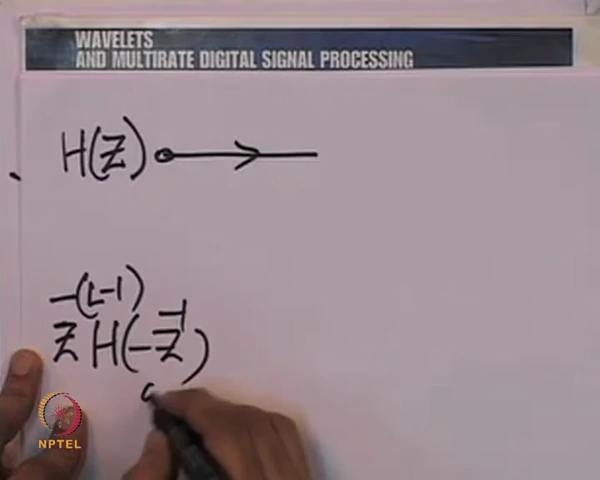 WAVELETS
AND MULTIRATE DIGITAL SIGNAL PROCESSING
H(Z)
-(L-1)
Z H(-Z^-1)
NPTEL